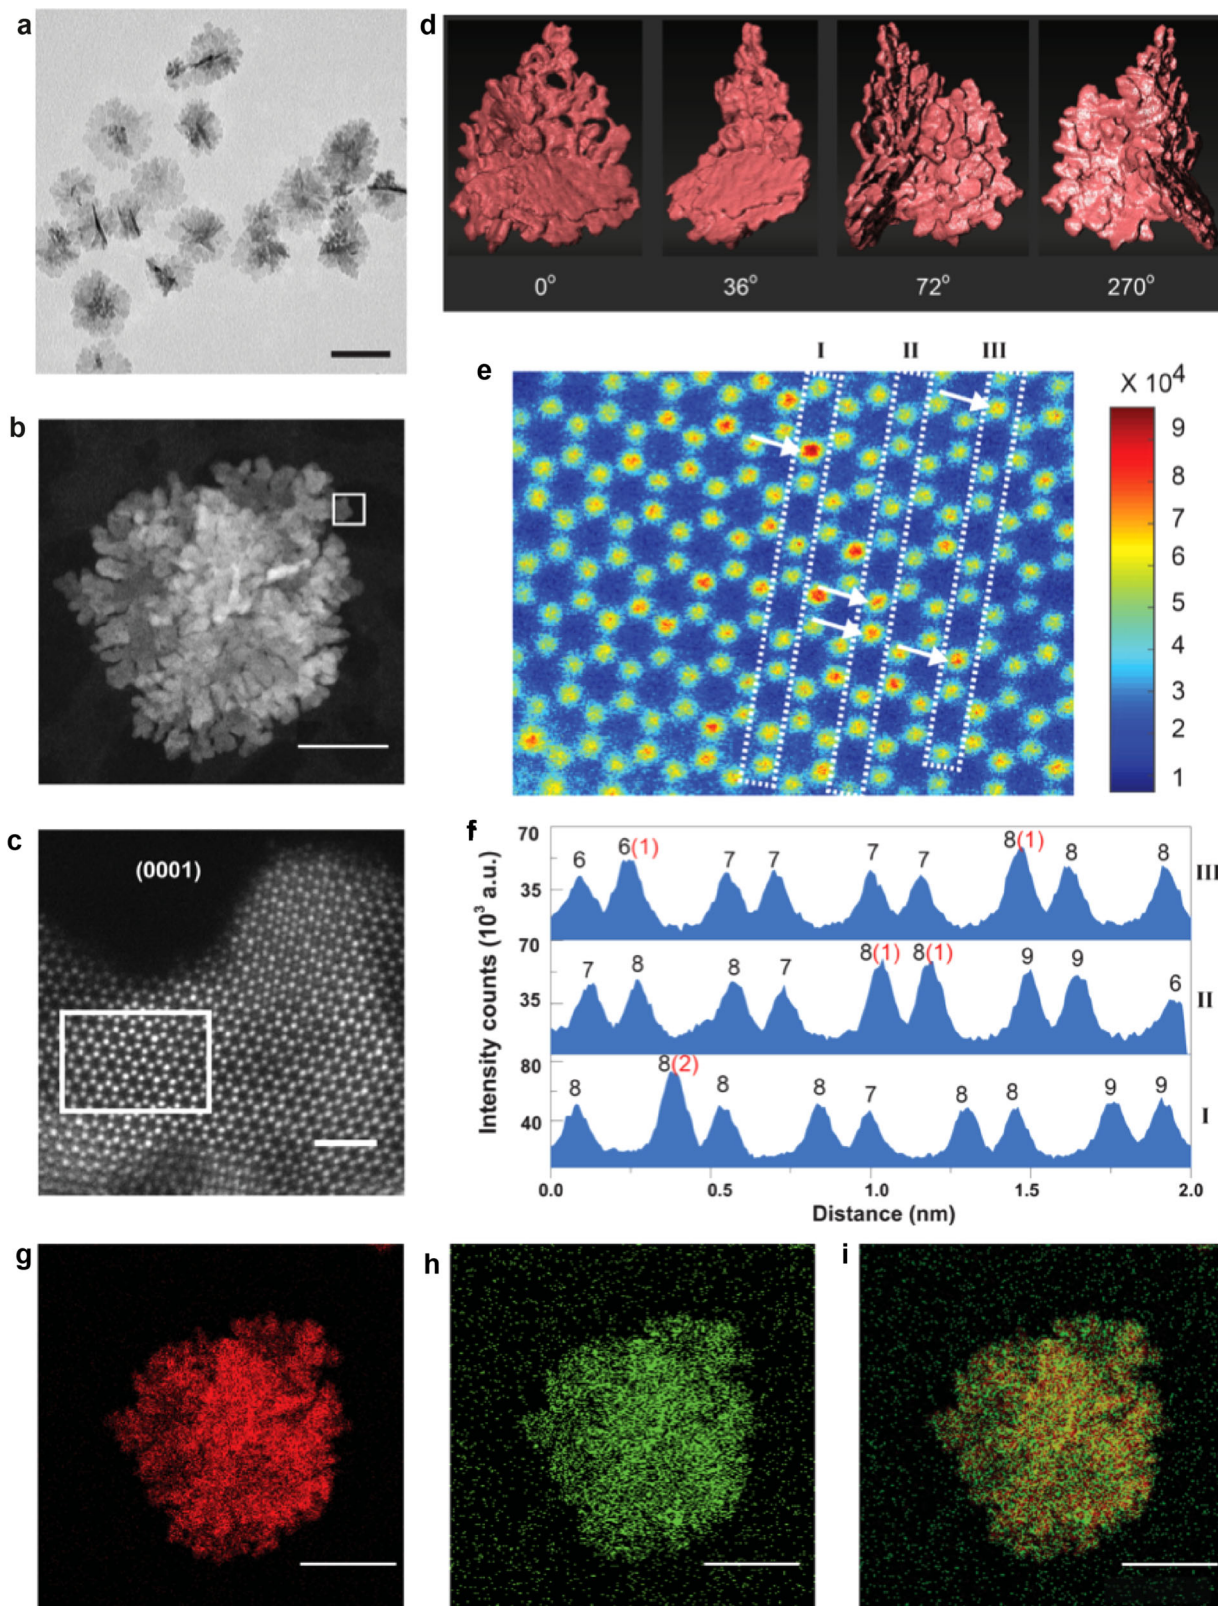 a
d
0° 36° 72° 270°
b
e
I II III
X 10⁴
9
8
7
6
5
4
3
2
1
c
(0001)
f
Intensity counts (10³ a.u.)
70
35
6 6(1) 7 7 7 7 8(1) 8 8
III
70
35
7 8 8 7 8(1) 8(1) 9 9 6
II
80
40
8 8(2) 8 8 7 8 8 9 9
I
0.0 0.5 1.0 1.5 2.0
Distance (nm)
g
h
i